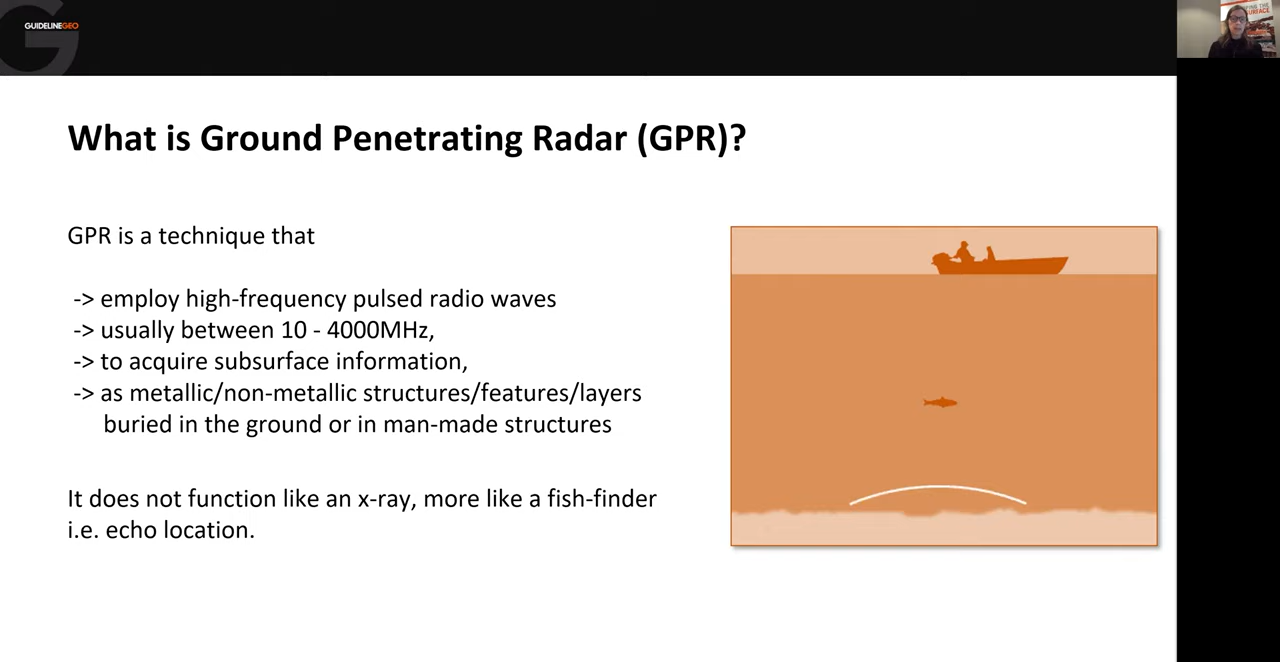 GUIDELINEGEO
What is Ground Penetrating Radar (GPR)?
GPR is a technique that
-> employ high-frequency pulsed radio waves
-> usually between 10 - 4000MHz,
-> to acquire subsurface information,
-> as metallic/non-metallic structures/features/layers
buried in the ground or in man-made structures
It does not function like an x-ray, more like a fish-finder
i.e. echo location.
THE
SURFACE